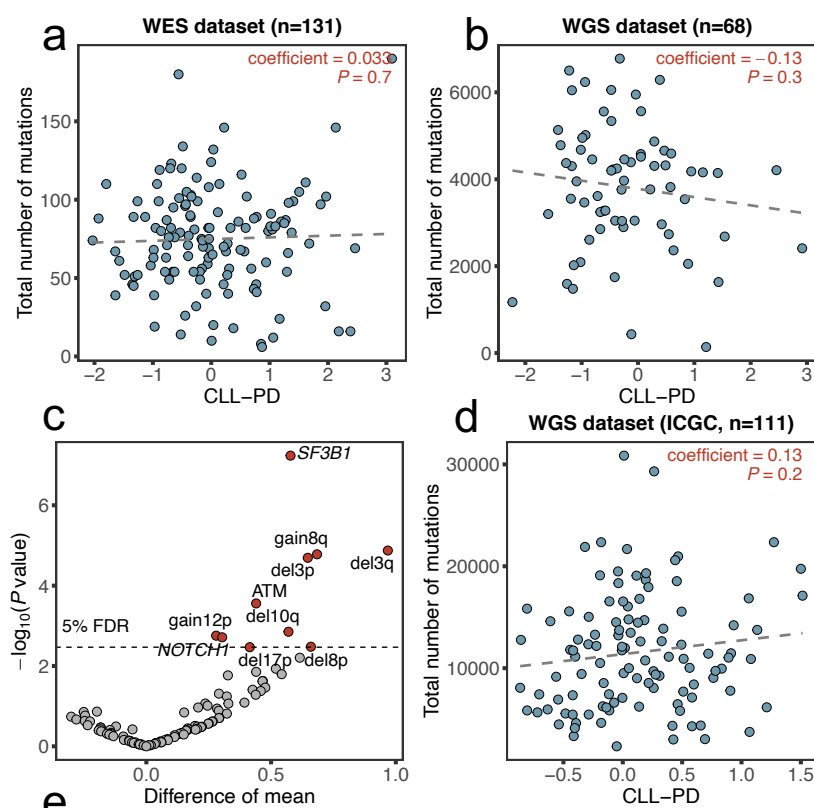 a
WES dataset (n=131)
coefficient = 0.033
P = 0.7
Total number of mutations
150
100
50
0
−2
−1
0
1
2
3
CLL−PD
b
WGS dataset (n=68)
coefficient = −0.13
P = 0.3
Total number of mutations
6000
4000
2000
0
−2
−1
0
1
2
3
CLL−PD
c
SF3B1
gain8q
del3p
del3q
ATM
gain12p
del10q
5% FDR
NOTCH1
del17p
del8p
−log10(P value)
6
4
2
0
0.0
0.5
1.0
Difference of mean
d
WGS dataset (ICGC, n=111)
coefficient = 0.13
P = 0.2
Total number of mutations
30000
20000
10000
−0.5
0.0
0.5
1.0
1.5
CLL−PD
e